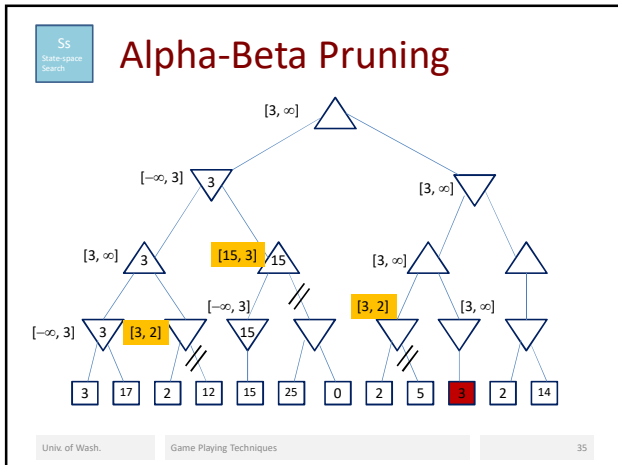 Ss
State-space
Search
Alpha-Beta Pruning
[3, ∞]
[−∞, 3]
3
[3, ∞]
[3, ∞]
3
[15, 3]
15
[3, ∞]
[−∞, 3]
3
[3, 2]
[−∞, 3]
15
[3, 2]
[3, ∞]
3 17 2 12 15 25 0 2 5 3 2 14
Univ. of Wash. Game Playing Techniques 35